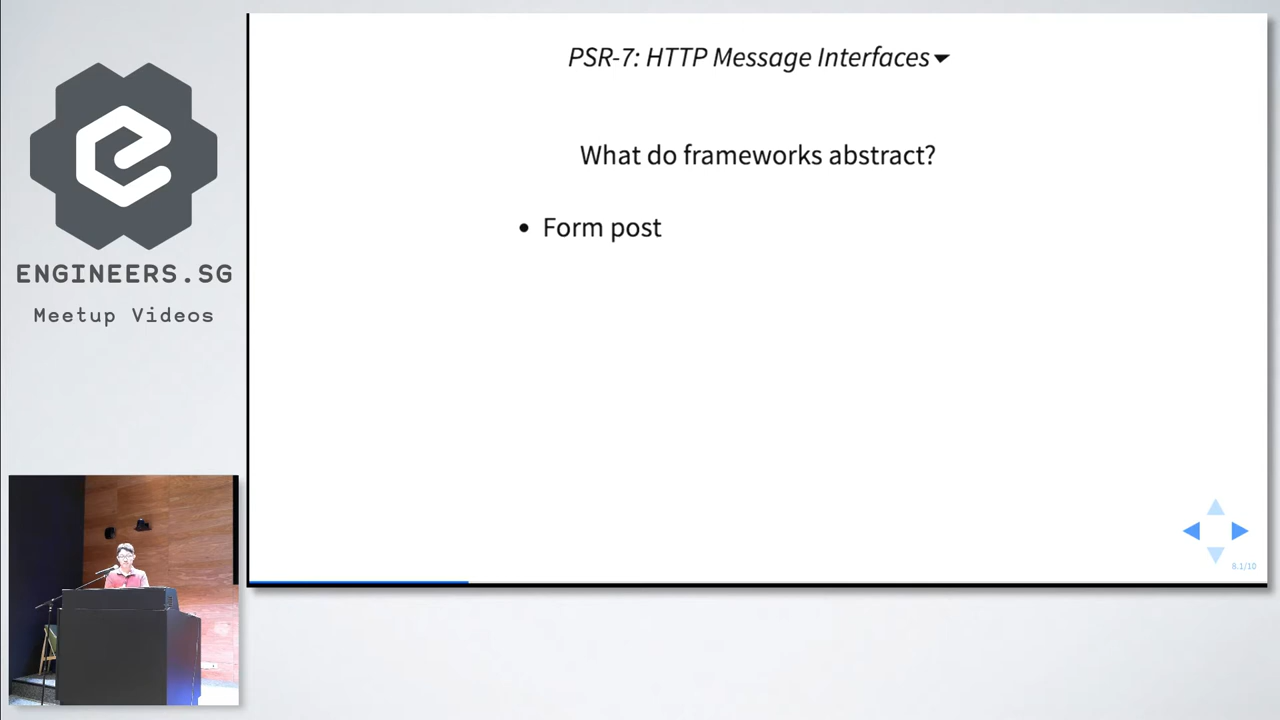 PSR-7: HTTP Message Interfaces
What do frameworks abstract?
• Form post
ENGINEERS.SG
Meetup Videos
8.1/10